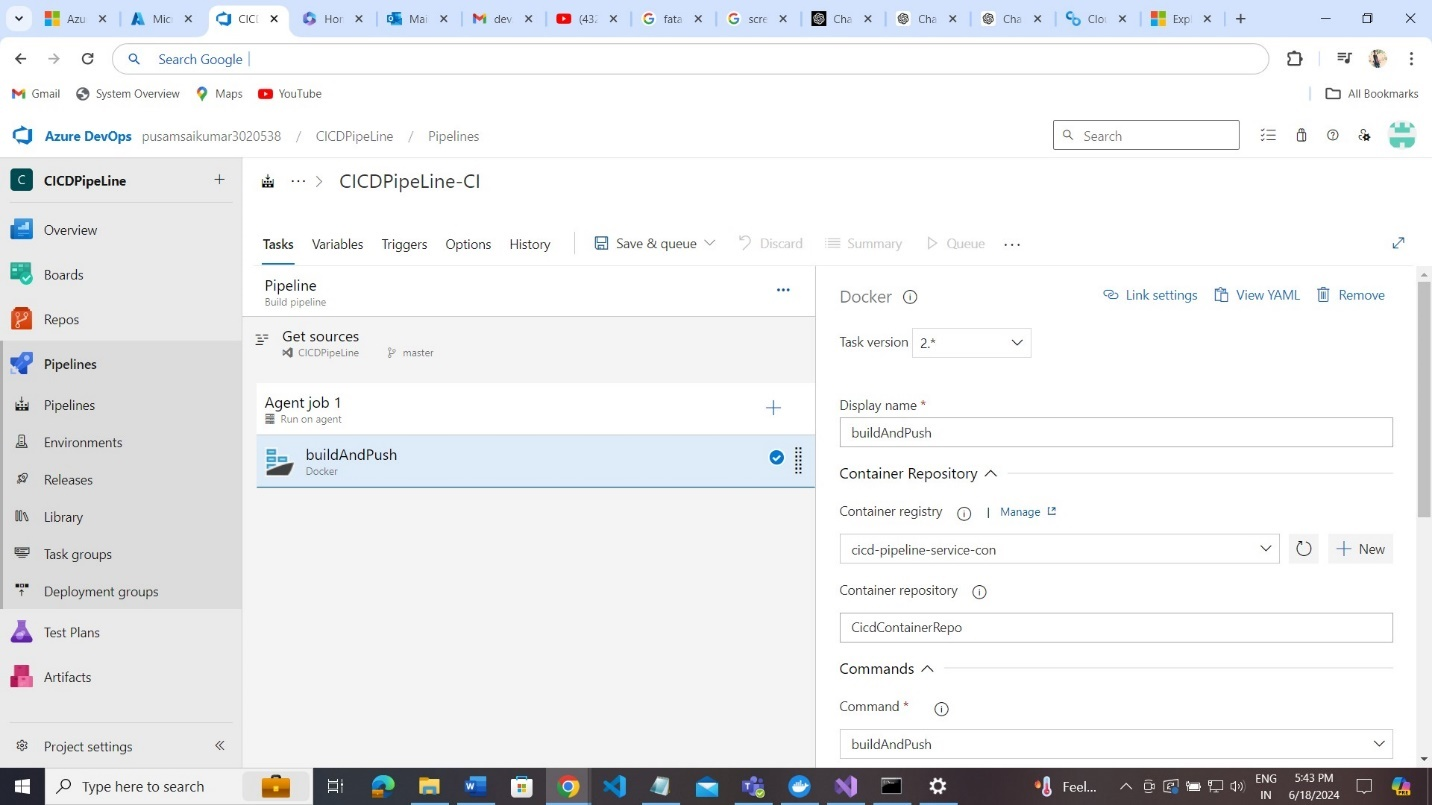 Azu
Mic
CICD
Hor
Mai
dev
(432
fata
scre
Cha
Cha
Cha
Clo
Expl
Search Google
Gmail
System Overview
Maps
YouTube
All Bookmarks
Azure DevOps pusamsaikumar3020538 / CICDPipeLine / Pipelines
Search
C CICDPipeLine
Overview
Boards
Repos
Pipelines
Pipelines
Environments
Releases
Library
Task groups
Deployment groups
Test Plans
Artifacts
Project settings
CICDPipeLine-CI
Tasks Variables Triggers Options History
Save & queue Discard Summary Queue
Pipeline
Build pipeline
Get sources
CICDPipeLine master
Agent job 1
Run on agent
buildAndPush
Docker
Docker
Link settings View YAML Remove
Task version 2.*
Display name *
buildAndPush
Container Repository
Container registry | Manage
cicd-pipeline-service-con
New
Container repository
CicdContainerRepo
Commands
Command *
buildAndPush
Type here to search
Feel...
ENG
IN
5:43 PM
6/18/2024